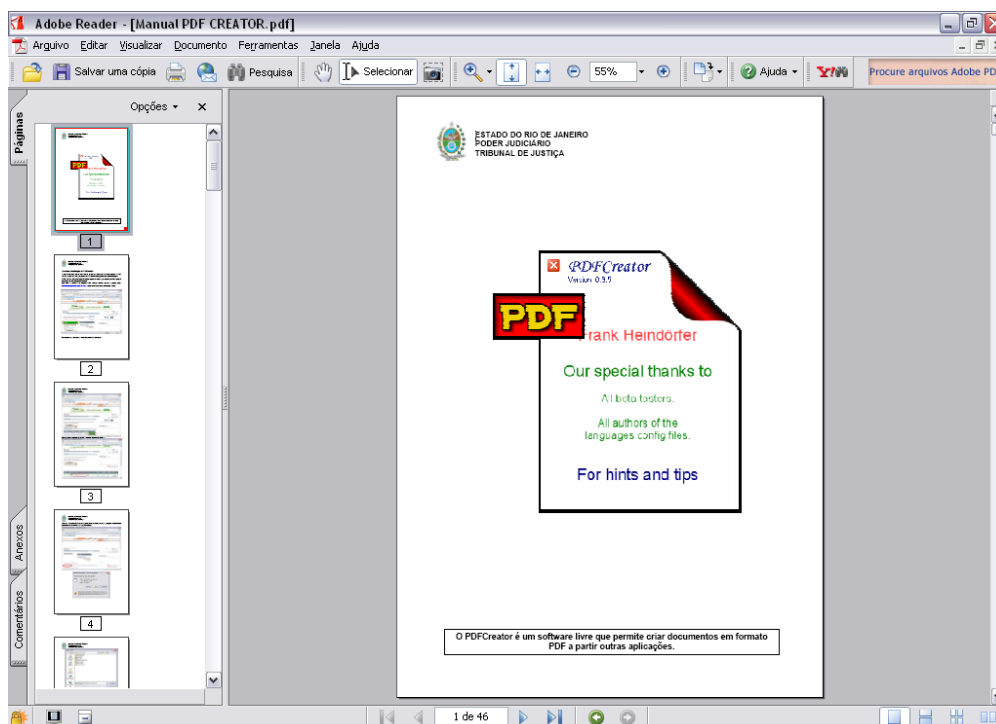 Adobe Reader - [Manual PDF CREATOR.pdf]
Arquivo Editar Visualizar Documento Ferramentas Janela Ajuda
Salvar uma cópia Pesquisa Selecionar 55% Ajuda Y! Procure arquivos Adobe PD
Opções
Páginas
Anexos
Comentários
1
2
3
4
ESTADO DO RIO DE JANEIRO
PODER JUDICIÁRIO
TRIBUNAL DE JUSTIÇA
PDFCreator
PDF
Frank Heindörfer
Our special thanks to
All beta testers.
All authors of the
languages config files.
For hints and tips
O PDFCreator é um software livre que permite criar documentos em formato
PDF a partir outras aplicações.
1 de 46